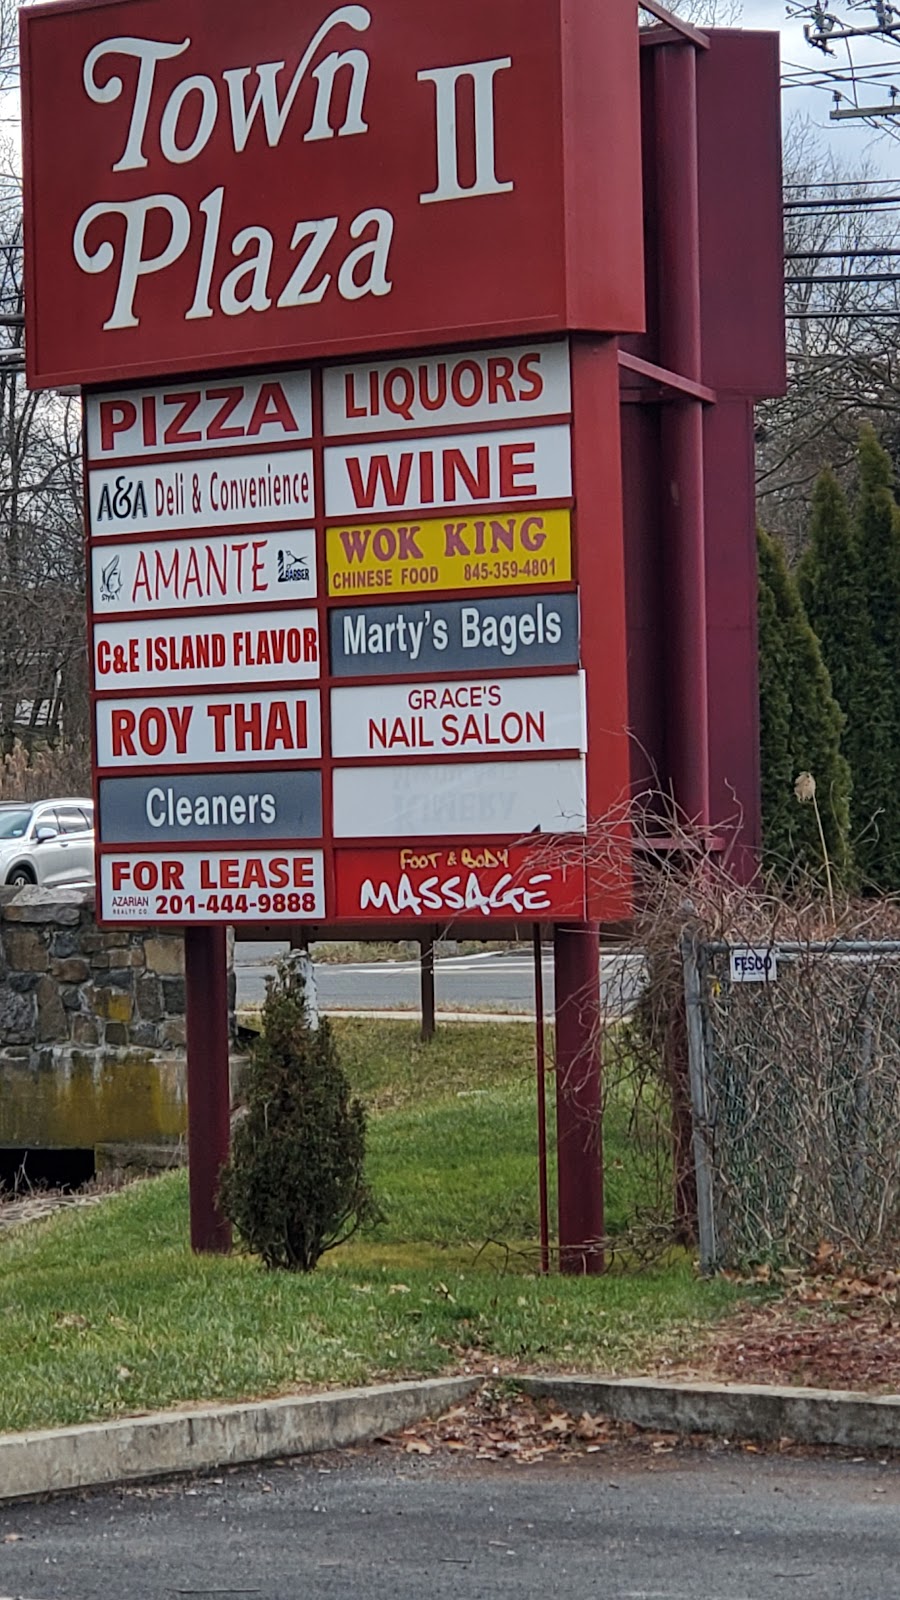 Town
Plaza II
PIZZA
LIQUORS
A&A Deli & Convenience
WINE
Style AMANTE BARBER
WOK KING
CHINESE FOOD 845-359-4801
C&E ISLAND FLAVOR
Marty's Bagels
ROY THAI
GRACE'S
NAIL SALON
Cleaners
FOR LEASE
AZARIAN
REALTY CO. 201-444-9888
FOOT & BODY
MASSAGE
FESCO